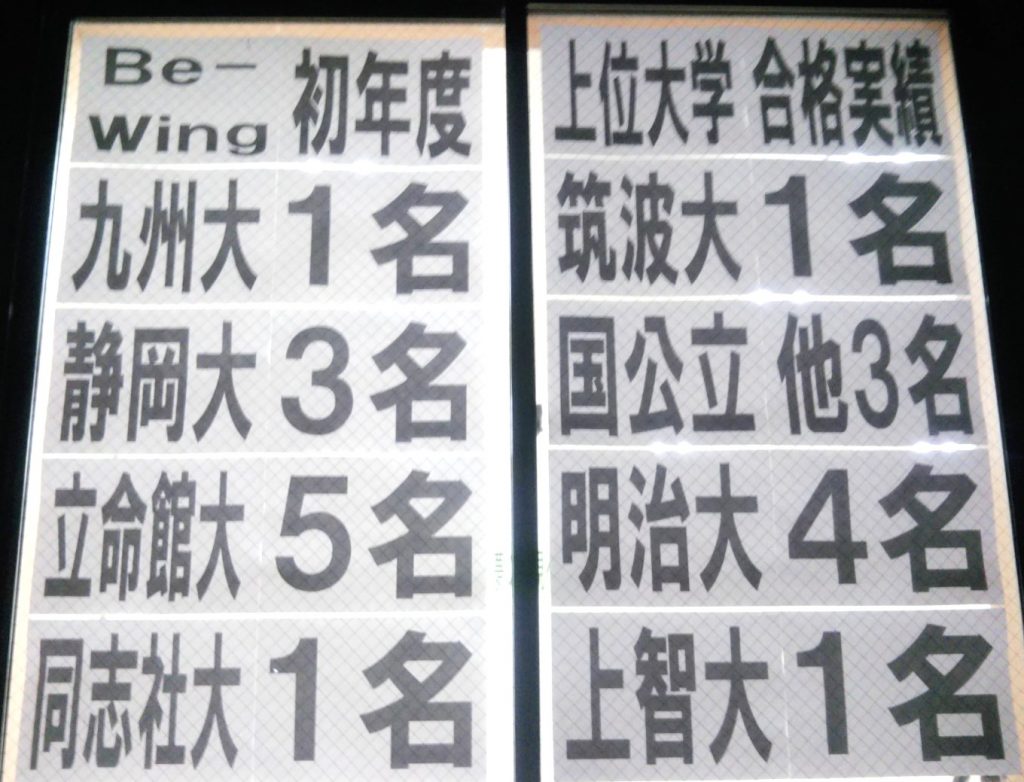 Be-Wing 初年度 上位大学 合格実績
九州大 1名 筑波大 1名
静岡大 3名 国公立 他3名
立命館大 5名 明治大 4名
同志社大 1名 上智大 1名